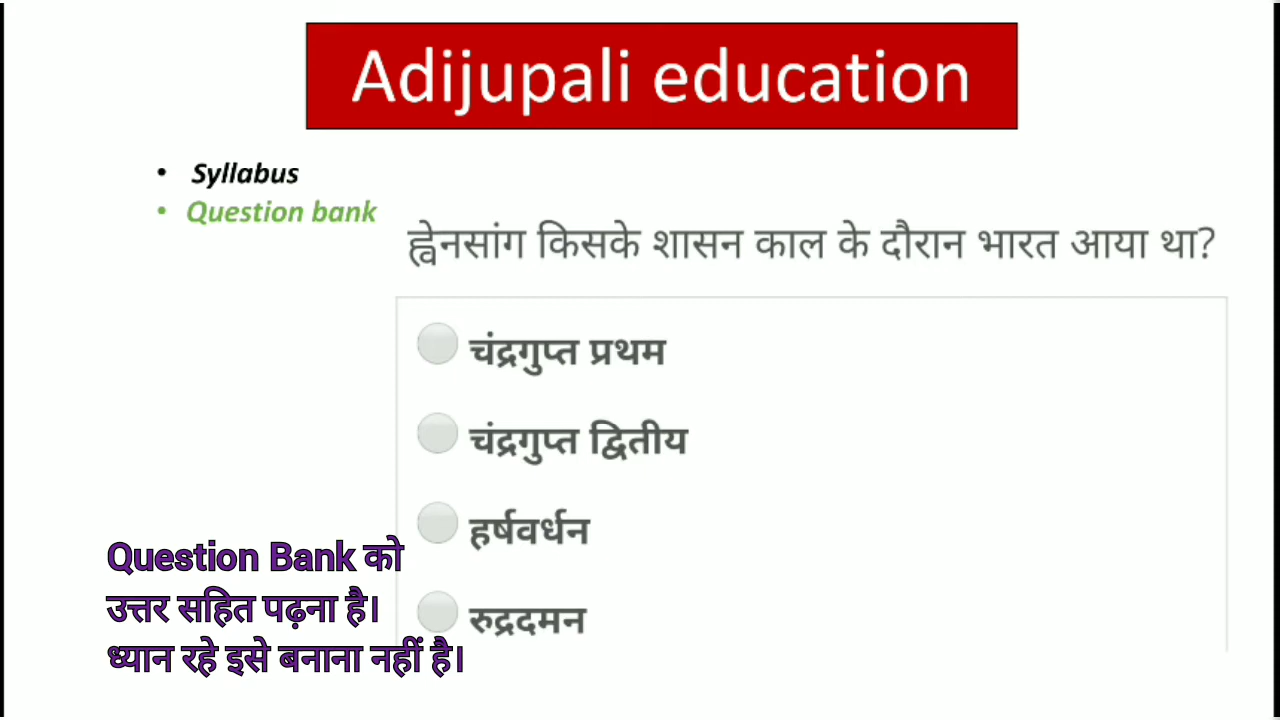 Adijupali education
• Syllabus
• Question bank
ह्वेनसांग किसके शासन काल के दौरान भारत आया था?
चंद्रगुप्त प्रथम
चंद्रगुप्त द्वितीय
हर्षवर्धन
रुद्रदमन
Question Bank को
उत्तर सहित पढ़ना है।
ध्यान रहे इसे बनाना नहीं है।